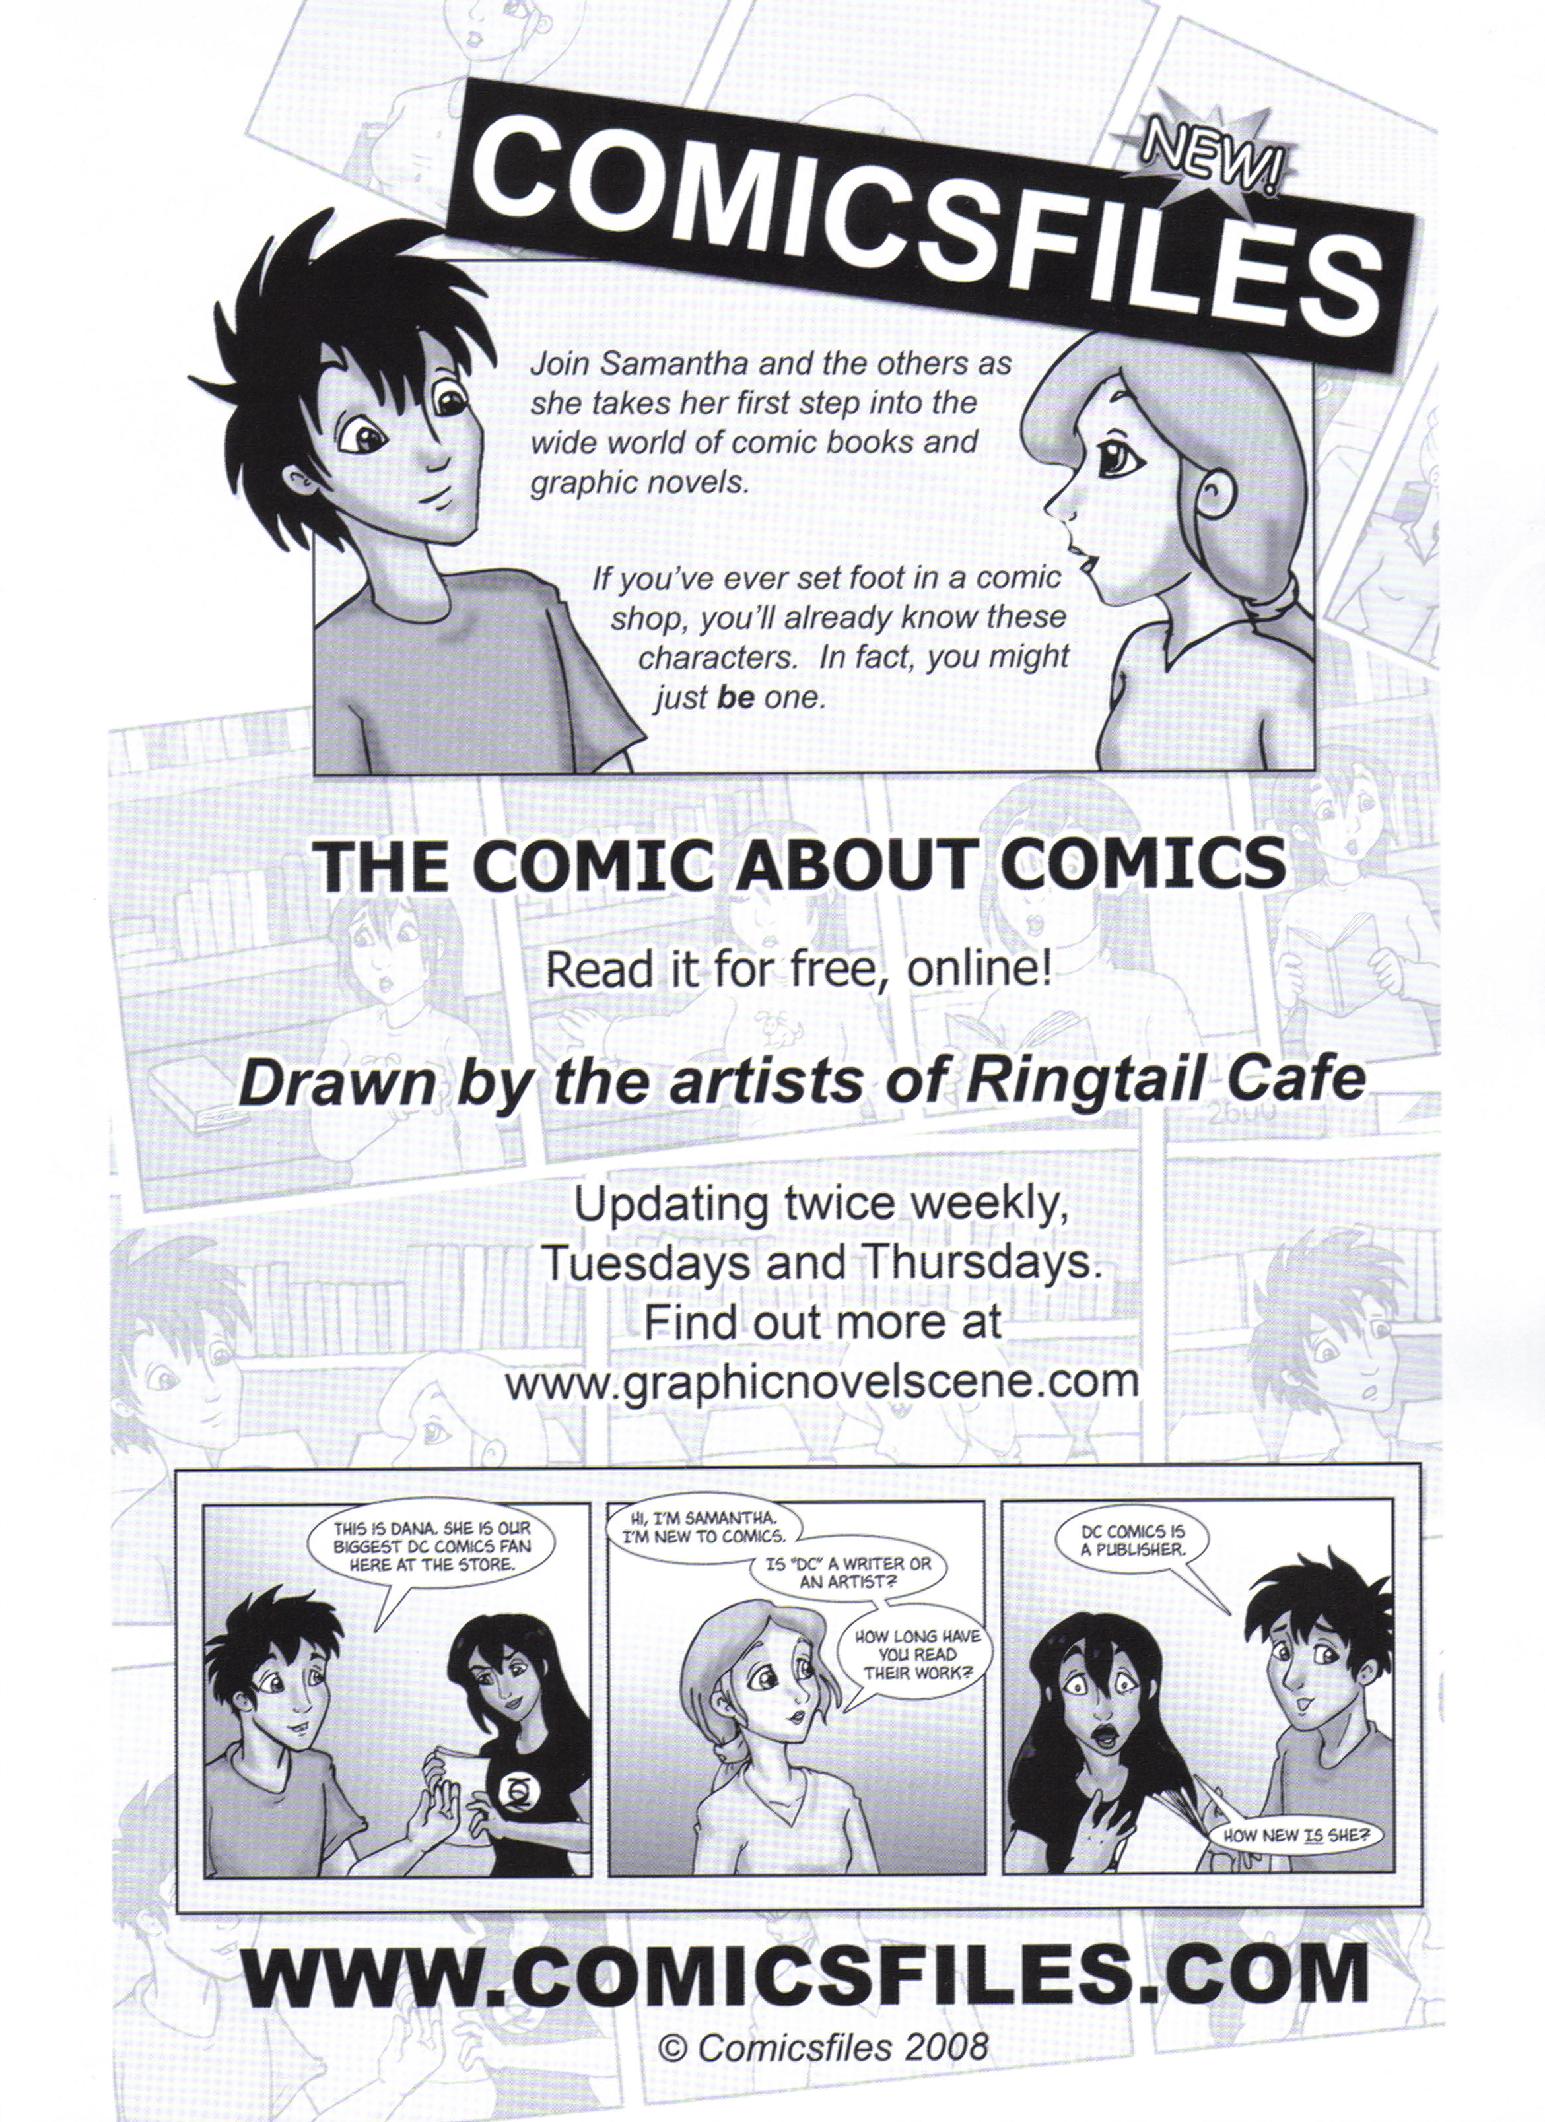 COMICSFILES
NEW!
Join Samantha and the others as
she takes her first step into the
wide world of comic books and
graphic novels.
If you've ever set foot in a comic
shop, you'll already know these
characters. In fact, you might
just be one.
THE COMIC ABOUT COMICS
Read it for free, online!
Drawn by the artists of Ringtail Cafe
Updating twice weekly,
Tuesdays and Thursdays.
Find out more at
www.graphicnovelscene.com
THIS IS DANA. SHE IS OUR
BIGGEST DC COMICS FAN
HERE AT THE STORE.
HI, I'M SAMANTHA.
I'M NEW TO COMICS.
IS "DC" A WRITER OR
AN ARTIST?
HOW LONG HAVE
YOU READ
THEIR WORK?
DC COMICS IS
A PUBLISHER.
HOW NEW IS SHE?
WWW.COMICSFILES.COM
© Comicsfiles 2008